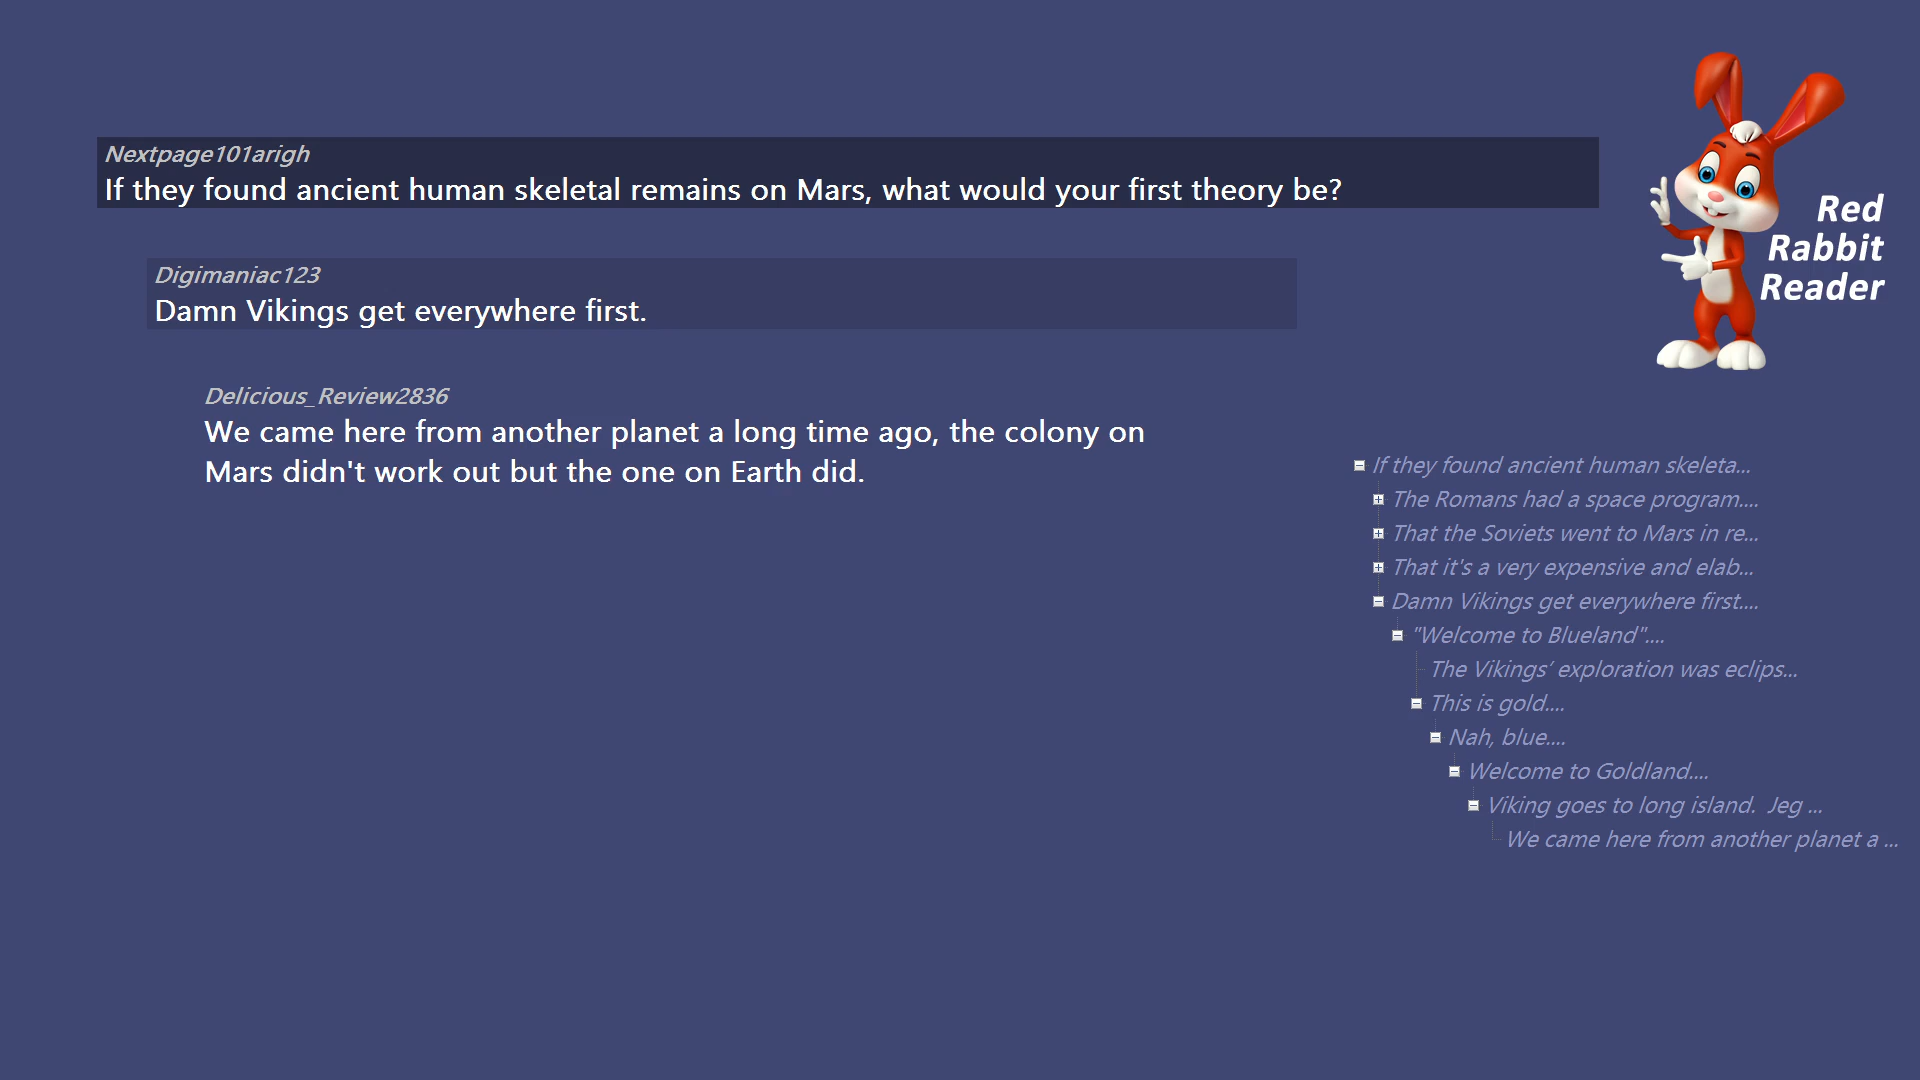 Nextpage101arigh
If they found ancient human skeletal remains on Mars, what would your first theory be?
Digimaniac123
Damn Vikings get everywhere first.
Delicious_Review2836
We came here from another planet a long time ago, the colony on
Mars didn't work out but the one on Earth did.
Red
Rabbit
Reader
If they found ancient human skeleta...
The Romans had a space program....
That the Soviets went to Mars in re...
That it's a very expensive and elab...
Damn Vikings get everywhere first....
"Welcome to Blueland"....
The Vikings’ exploration was eclips...
This is gold....
Nah, blue....
Welcome to Goldland....
Viking goes to long island.  Jeg ...
We came here from another planet a ...